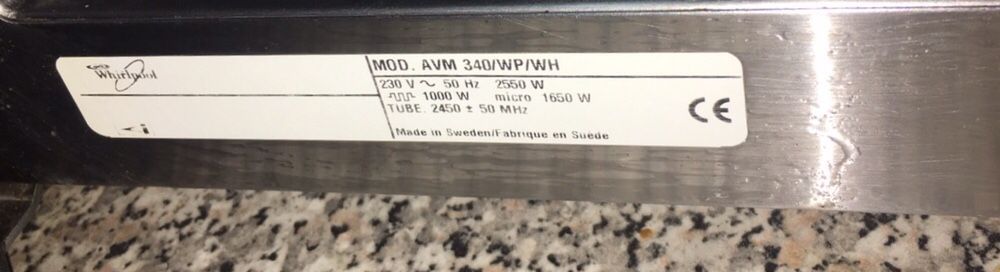 Whirlpool
MOD. AVM 340/WP/WH
230 V ~ 50 Hz 2550 W
1000 W micro 1650 W
TUBE. 2450 ± 50 MHz
CE
Made in Sweden/Fabrique en Suède